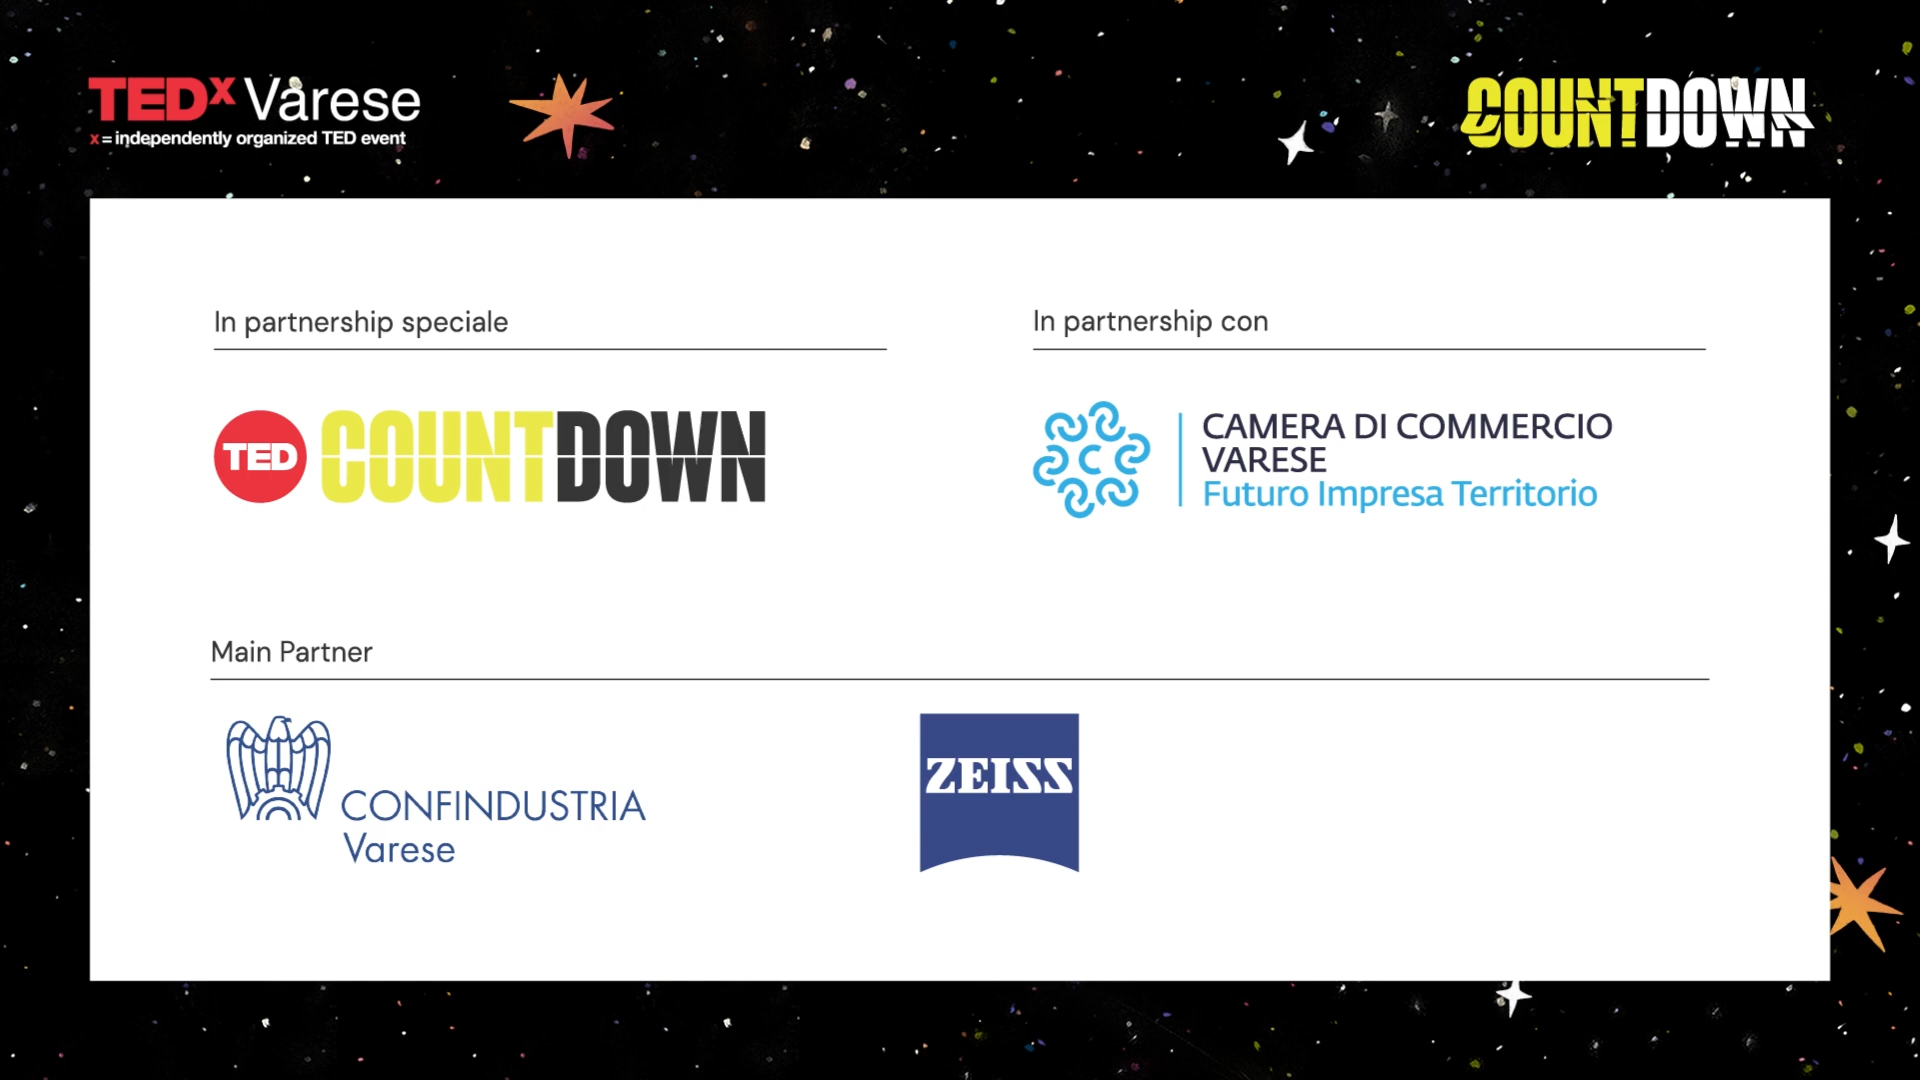 TEDx Varese
x = independently organized TED event
COUNTDOWN
In partnership speciale
TED COUNTDOWN
In partnership con
C
CAMERA DI COMMERCIO
VARESE
Futuro Impresa Territorio
Main Partner
CONFINDUSTRIA
Varese
ZEISS